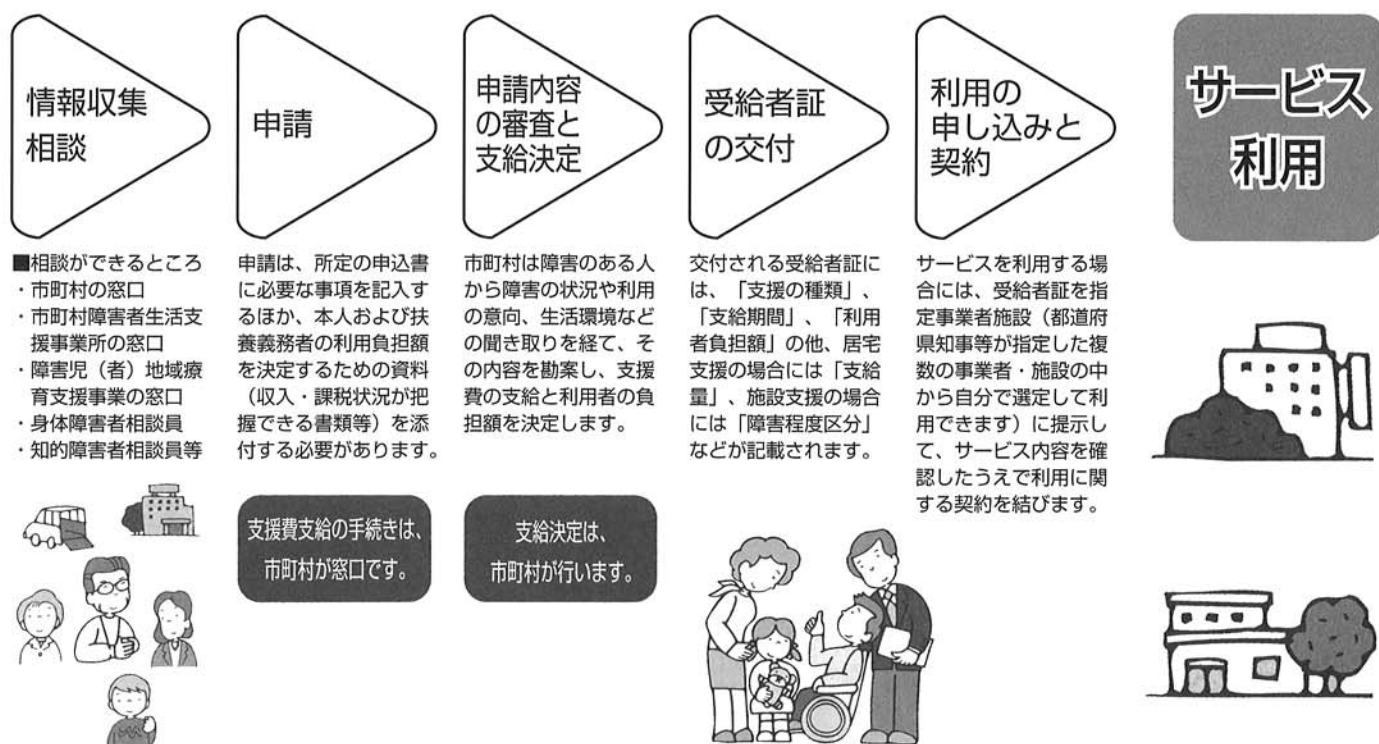 情報収集
相談
申請
申請内容
の審査と
支給決定
受給者証
の交付
利用の
申し込みと
契約
サービス
利用
■相談ができるところ
・市町村の窓口
・市町村障害者生活支
援事業所の窓口
・障害児（者）地域療
育支援事業の窓口
・身体障害者相談員
・知的障害者相談員等
申請は、所定の申込書
に必要な事項を記入す
るほか、本人および扶
養義務者の利用負担額
を決定するための資料
（収入・課税状況が把
握できる書類等）を添
付する必要があります。
支援費支給の手続きは、
市町村が窓口です。
市町村は障害のある人
から障害の状況や利用
の意向、生活環境など
の聞き取りを経て、そ
の内容を勘案し、支援
費の支給と利用者の負
担額を決定します。
支給決定は、
市町村が行います。
交付される受給者証に
は、「支援の種類」、
「支給期間」、「利用
者負担額」の他、居宅
支援の場合には「支給
量」、施設支援の場合
には「障害程度区分」
などが記載されます。
サービスを利用する場
合には、受給者証を指
定事業者施設（都道府
県知事等が指定した複
数の事業者・施設の中
から自分で選定して利
用できます）に提示し
て、サービス内容を確
認したうえで利用に関
する契約を結びます。